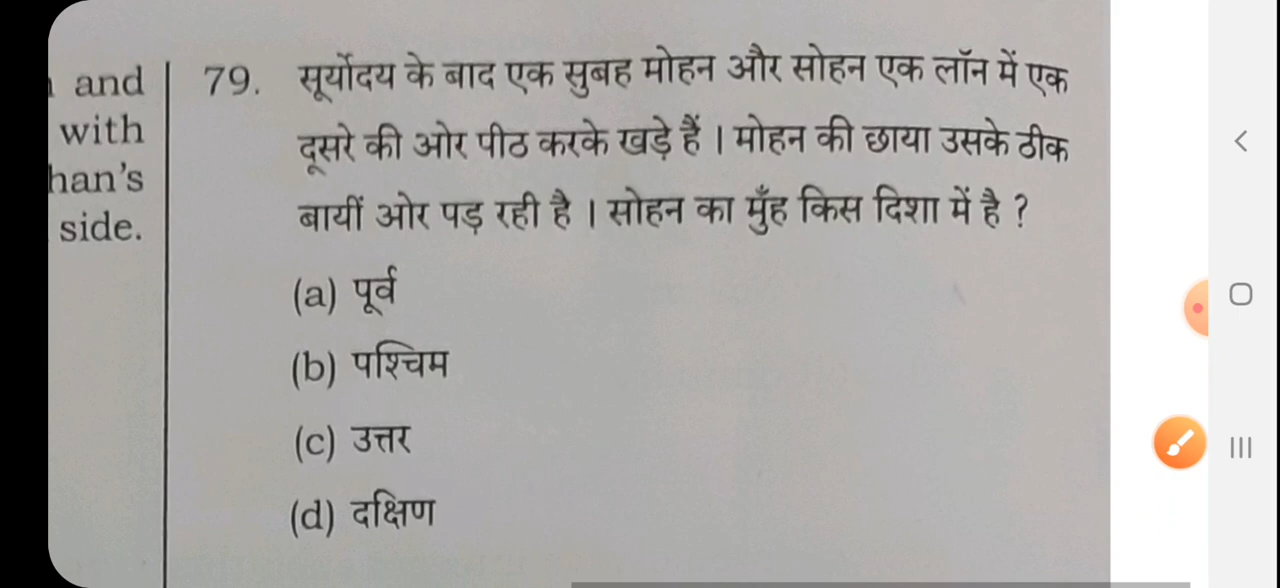 and
with
han's
side.
79. सूर्योदय के बाद एक सुबह मोहन और सोहन एक लॉन में एक
दूसरे की ओर पीठ करके खड़े हैं । मोहन की छाया उसके ठीक
बायीं ओर पड़ रही है । सोहन का मुँह किस दिशा में है ?
(a) पूर्व
(b) पश्चिम
(c) उत्तर
(d) दक्षिण